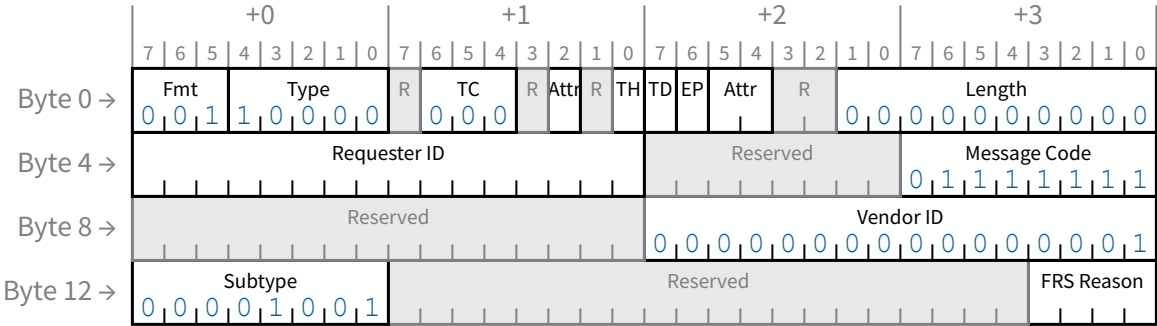 +0 +1 +2 +3
7 6 5 4 3 2 1 0 7 6 5 4 3 2 1 0 7 6 5 4 3 2 1 0 7 6 5 4 3 2 1 0
Byte 0 → Fmt Type R TC R Attr R TH TD EP Attr R Length
0 0 1 1 0 0 0 0 0 0 0 0 0 0 0 0 0 0 0 0 0 0
Byte 4 → Requester ID Reserved Message Code
0 1 1 1 1 1 1 1
Byte 8 → Reserved Vendor ID
0 0 0 0 0 0 0 0 0 0 0 0 0 0 0 1
Byte 12 → Subtype Reserved FRS Reason
0 0 0 0 1 0 0 1